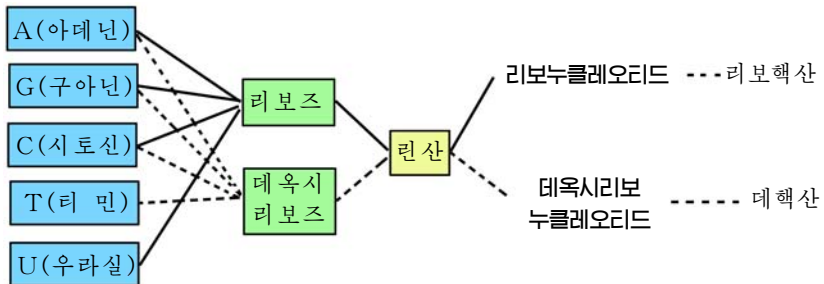 A(아데닌)
G(구아닌)
C(시토신)
T(티 민)
U(우라실)
리보즈
데옥시
리보즈
린산
리보누클레오티드 ---리보핵산
데옥시리보
누클레오티드 ----- 데핵산